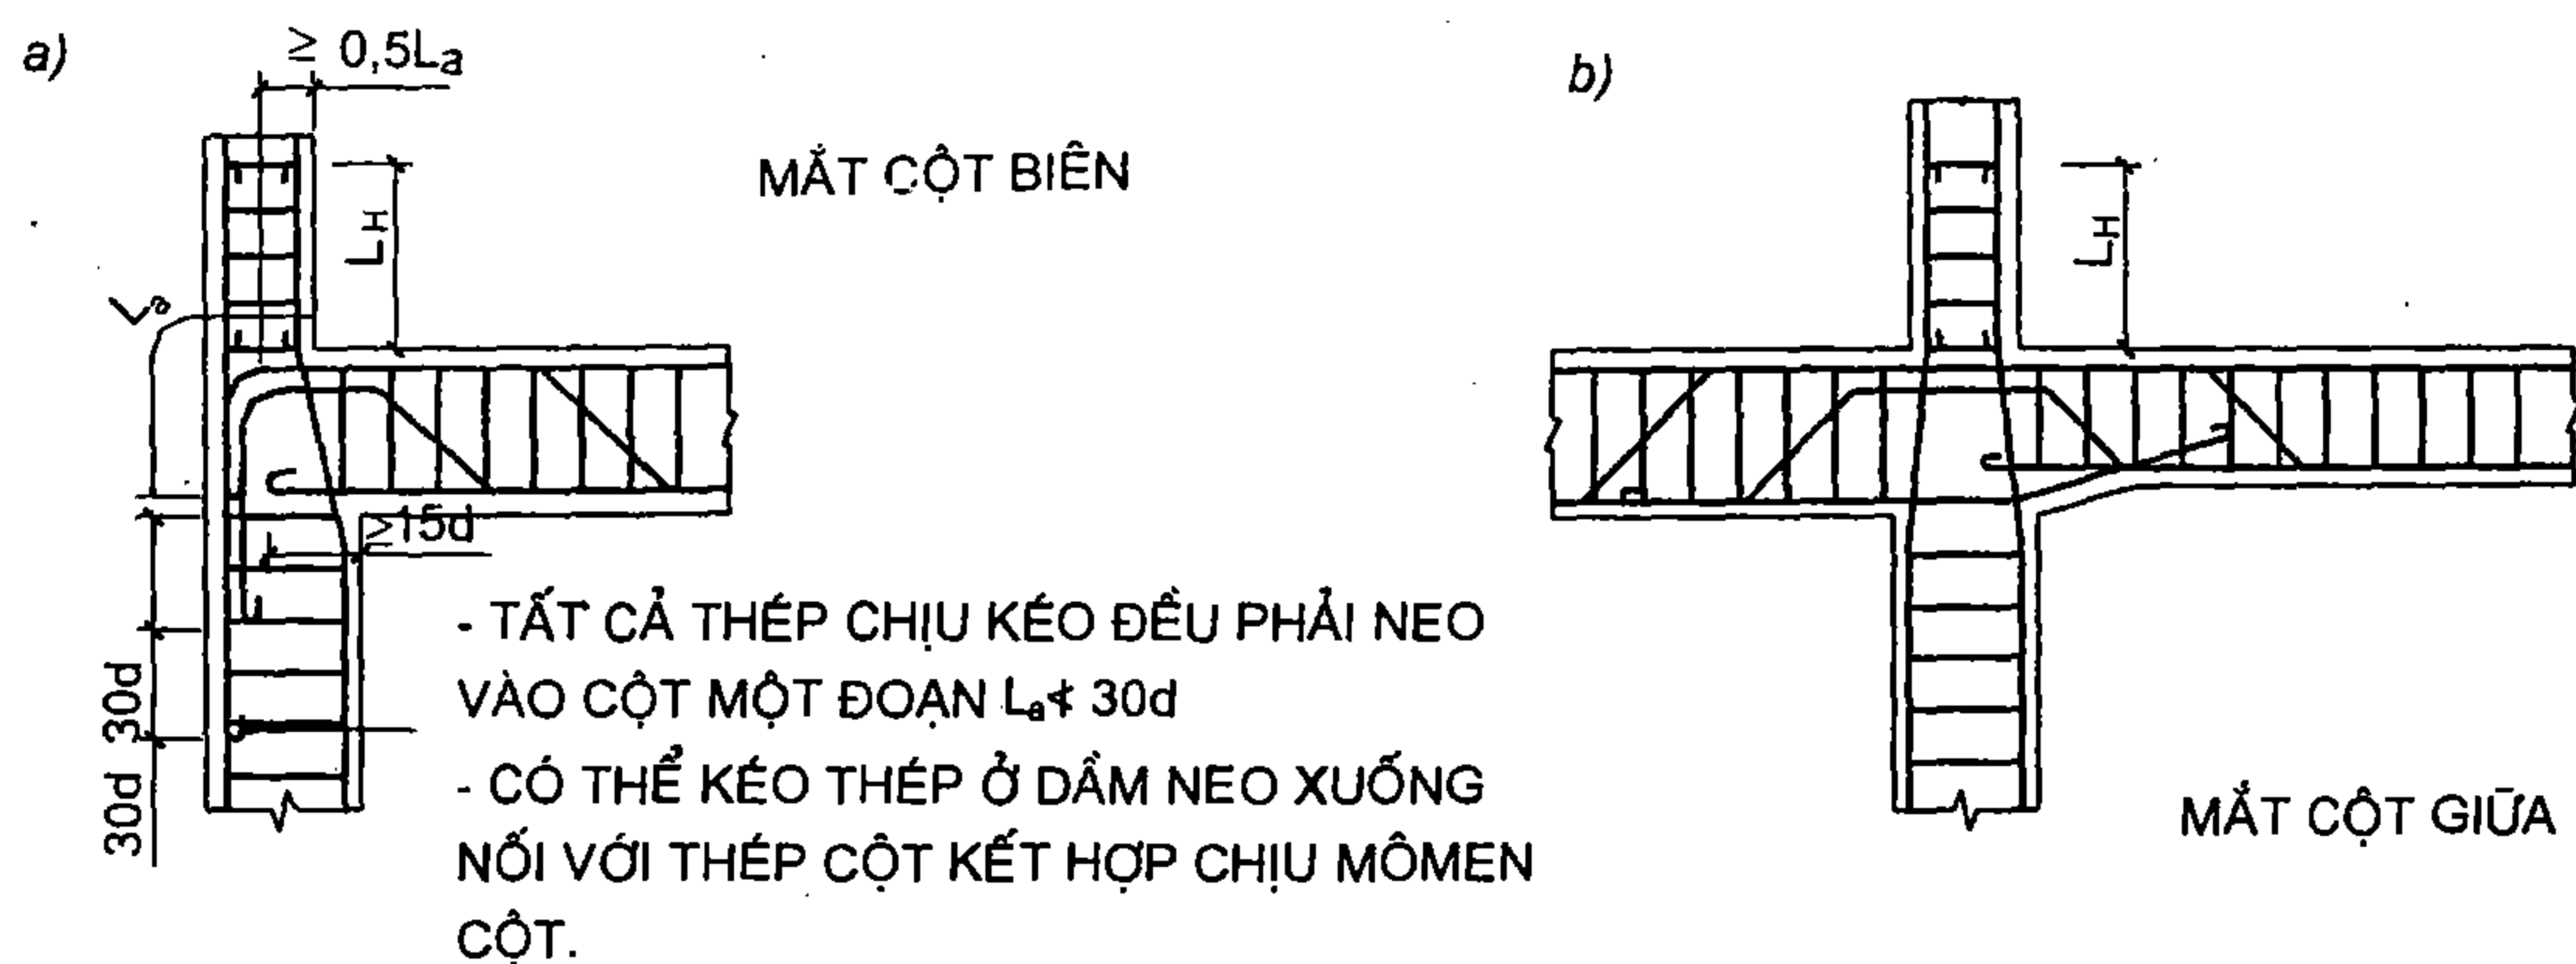 a)
≥ 0,5La
MẮT CỘT BIÊN
LH
La
≥15d
30d
30d
- TẤT CẢ THÉP CHỊU KÉO ĐỀU PHẢI NEO
VÀO CỘT MỘT ĐOẠN La ≮ 30d
- CÓ THỂ KÉO THÉP Ở DẦM NEO XUỐNG
NỐI VỚI THÉP CỘT KẾT HỢP CHỊU MÔMEN
CỘT.
b)
LH
MẮT CỘT GIỮA